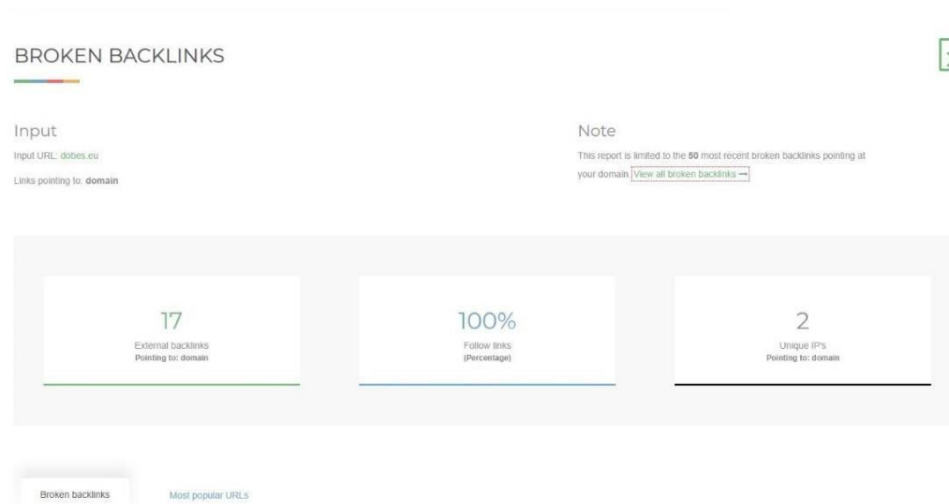 BROKEN BACKLINKS
Input
Input URL: dobes.eu
Links pointing to: domain
Note
This report is limited to the 50 most recent broken backlinks pointing at
your domain. View all broken backlinks →
17
External backlinks
Pointing to: domain
100%
Follow links
(Percentage)
2
Unique IP's
Pointing to: domain
Broken backlinks
Most popular URLs